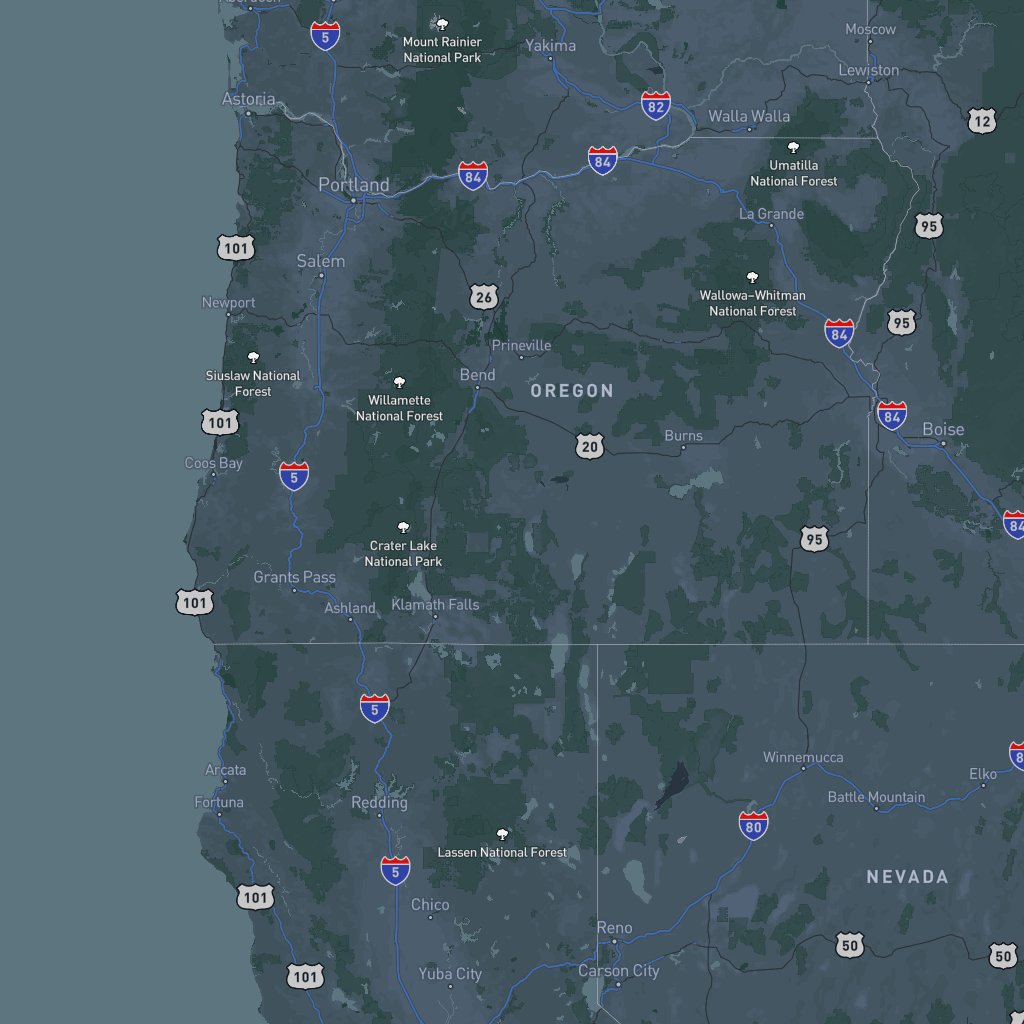 Aberdeen
5
Mount Rainier
National Park
Yakima
Moscow
Lewiston
Astoria
82
Walla Walla
12
84
84
Umatilla
National Forest
Portland
La Grande
95
101
Salem
26
Wallowa–Whitman
National Forest
Newport
84
95
Prineville
Siuslaw National
Forest
Willamette
National Forest
Bend
OREGON
101
84
Boise
20
Burns
Coos Bay
5
84
Crater Lake
National Park
95
Grants Pass
101
Ashland
Klamath Falls
5
Winnemucca
Arcata
Elko
Fortuna
Redding
Battle Mountain
80
Lassen National Forest
5
NEVADA
101
Chico
Reno
50
50
Yuba City
Carson City
101